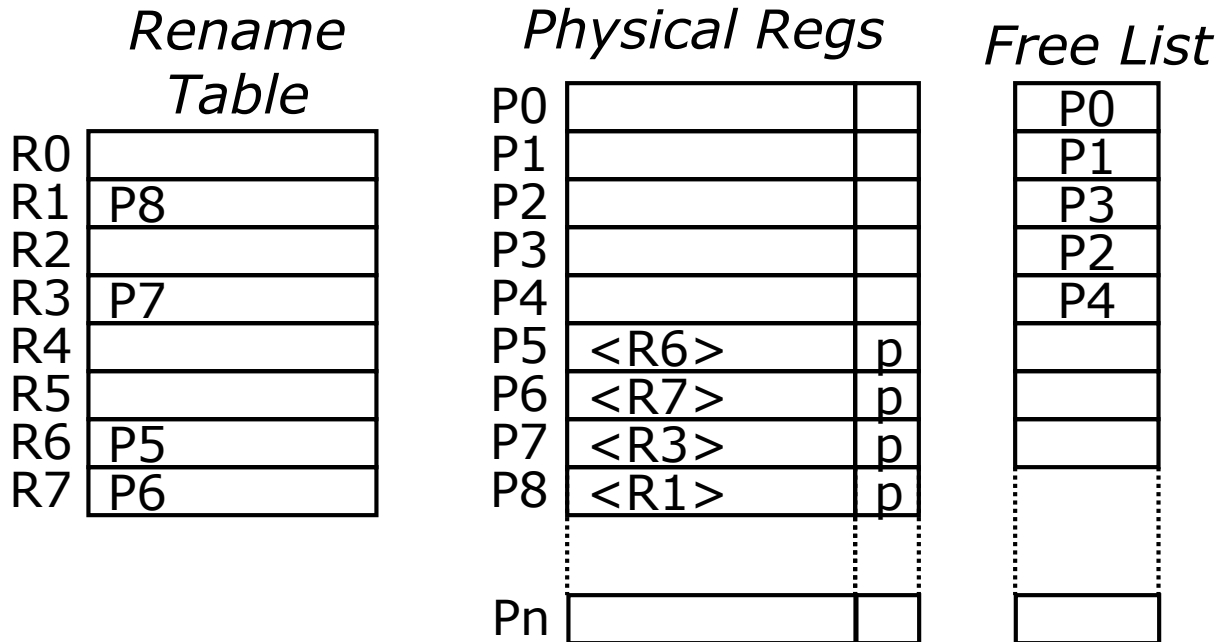 Rename
Table
R0
R1 P8
R2
R3 P7
R4
R5
R6 P5
R7 P6
Physical Regs
P0
P1
P2
P3
P4
P5 <R6> p
P6 <R7> p
P7 <R3> p
P8 <R1> p
Pn
Free List
P0
P1
P3
P2
P4